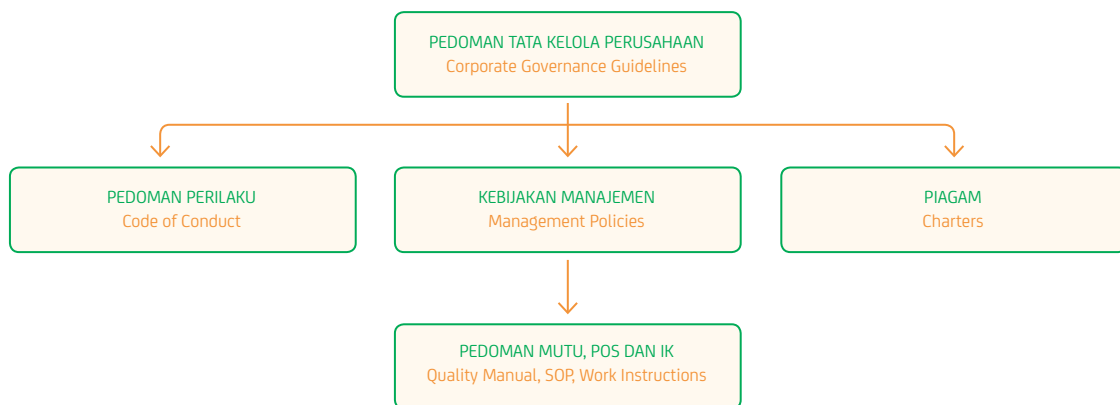 PEDOMAN TATA KELOLA PERUSAHAAN
Corporate Governance Guidelines
PEDOMAN PERILAKU
Code of Conduct
KEBIJAKAN MANAJEMEN
Management Policies
PIAGAM
Charters
PEDOMAN MUTU, POS DAN IK
Quality Manual, SOP, Work Instructions